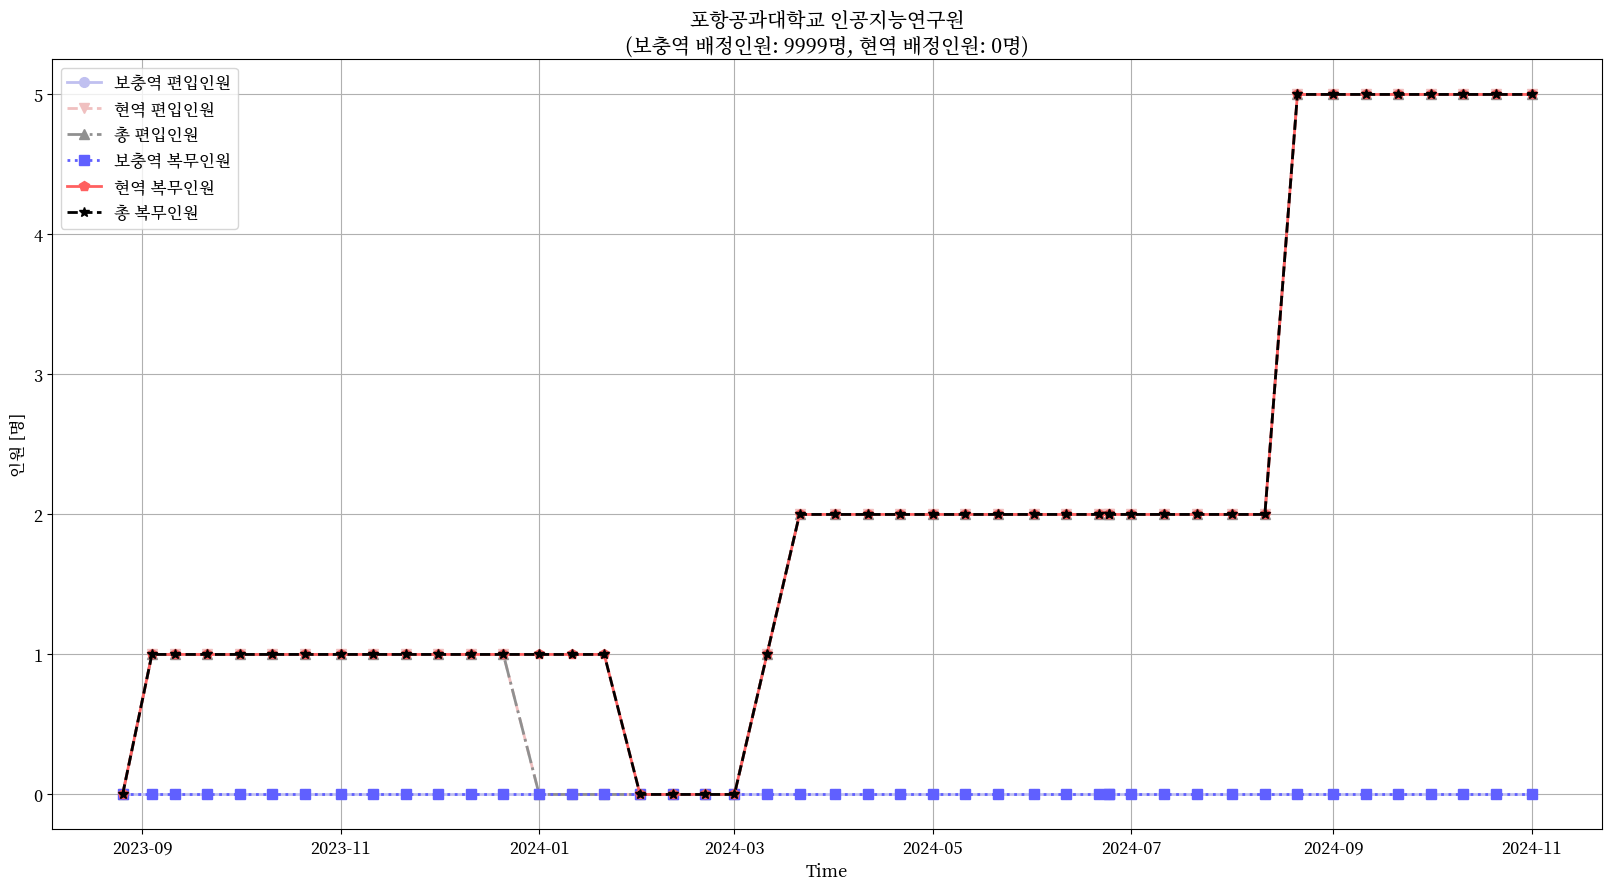 포항공과대학교 인공지능연구원
(보충역 배정인원: 9999명, 현역 배정인원: 0명)
보충역 편입인원
현역 편입인원
총 편입인원
보충역 복무인원
현역 복무인원
총 복무인원
인원 [명]
5
4
3
2
1
0
2023-09
2023-11
2024-01
2024-03
2024-05
2024-07
2024-09
2024-11
Time